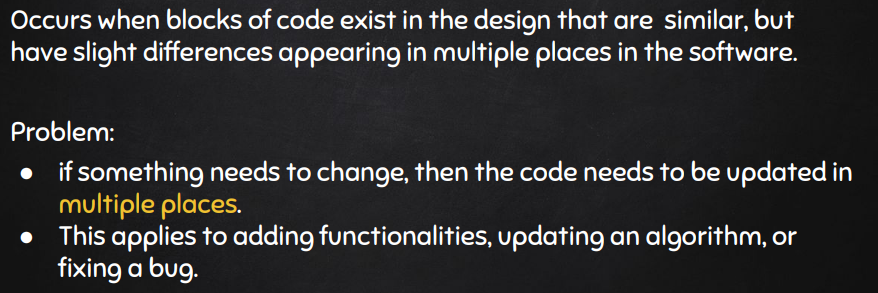 Occurs when blocks of code exist in the design that are  similar, but
have slight differences appearing in multiple places in the software.
Problem:
● if something needs to change, then the code needs to be updated in
multiple places.
● This applies to adding functionalities, updating an algorithm, or
fixing a bug.